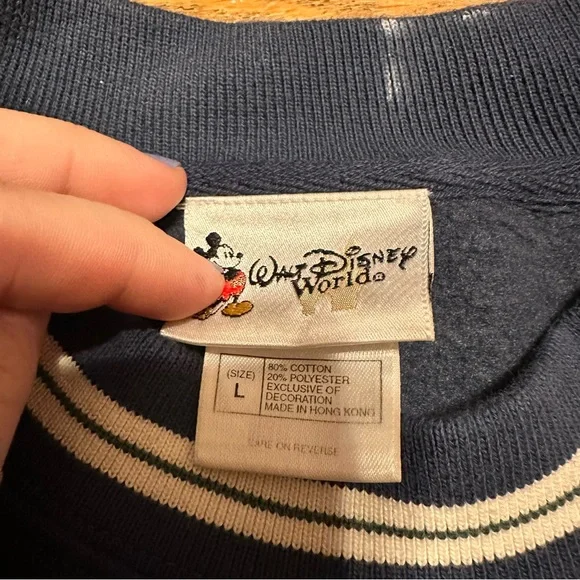 Walt Disney
World®
(SIZE)
L
80% COTTON
20% POLYESTER
EXCLUSIVE OF
DECORATION
MADE IN HONG KONG
CARE ON REVERSE